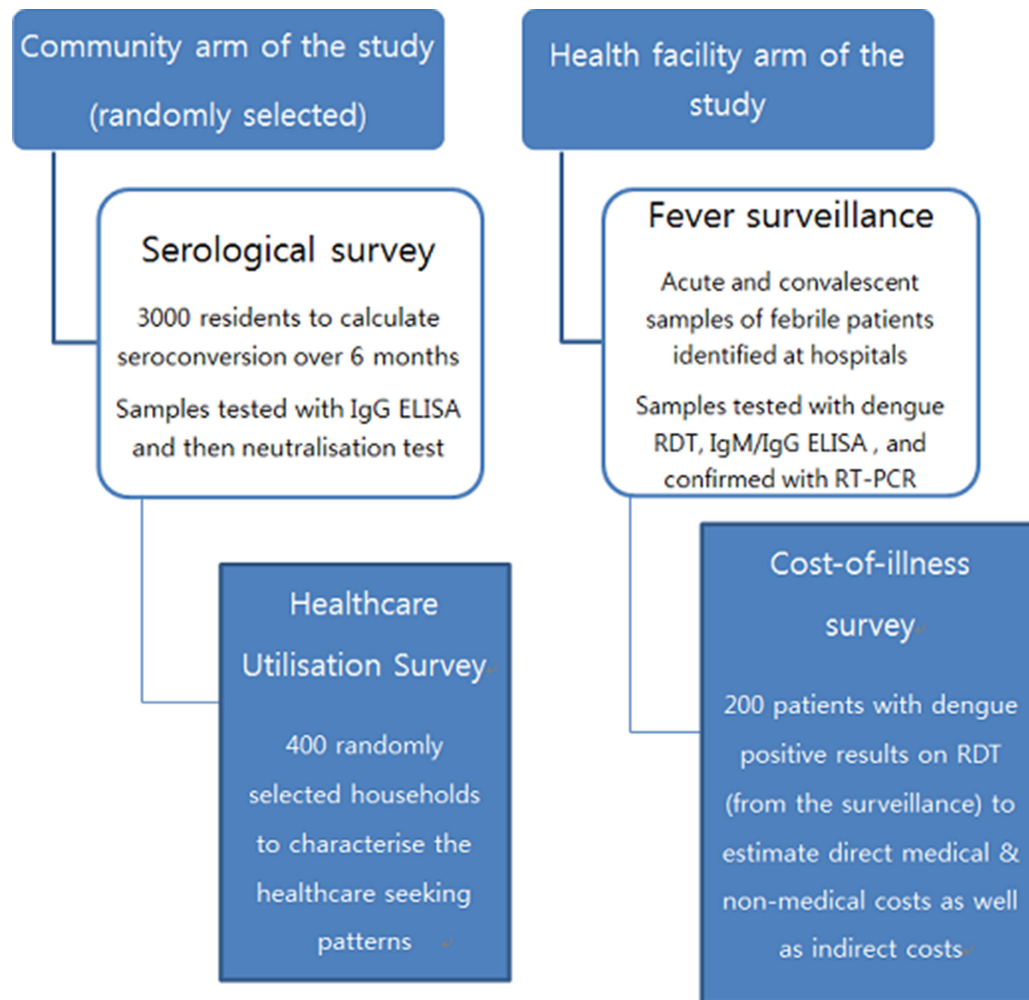 Community arm of the study
(randomly selected)
Serological survey
3000 residents to calculate
seroconversion over 6 months
Samples tested with IgG ELISA
and then neutralisation test
Healthcare
Utilisation Survey
400 randomly
selected households
to characterise the
healthcare seeking
patterns
Health facility arm of the
study
Fever surveillance
Acute and convalescent
samples of febrile patients
identified at hospitals
Samples tested with dengue
RDT, IgM/IgG ELISA , and
confirmed with RT-PCR
Cost-of-illness
survey
200 patients with dengue
positive results on RDT
(from the surveillance) to
estimate direct medical &
non-medical costs as well
as indirect costs